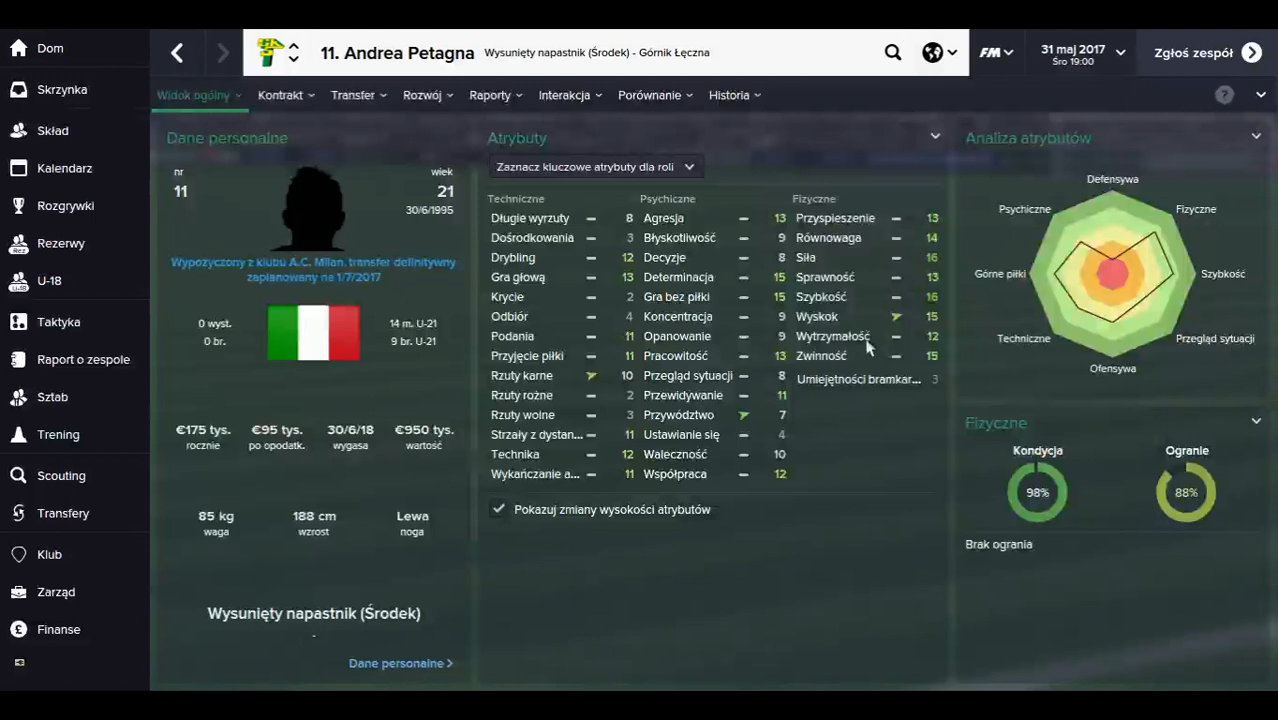 Dom
Skrzynka
Skład
Kalendarz
Rozgrywki
Rezerwy
Rez
U-18
U-18
Taktyka
Raport o zespole
Sztab
Trening
Scouting
Transfery
Klub
Zarząd
Finanse
11. Andrea Petagna Wysunięty napastnik (Środek) - Górnik Łęczna
FM
31 maj 2017
Śro 19:00
Zgłoś zespół
Widok ogólny Kontrakt Transfer Rozwój Raporty Interakcja Porównanie Historia
?
Dane personalne
nr
11
wiek
21
30/6/1995
Wypożyczony z klubu A.C. Milan, transfer definitywny
zaplanowany na 1/7/2017
0 wyst.
0 br.
14 m. U-21
9 br. U-21
€175 tys. €95 tys. 30/6/18 €950 tys.
rocznie po opodatk. wygasa wartość
85 kg 188 cm Lewa
waga wzrost noga
Wysunięty napastnik (Środek)
-
Dane personalne >
Atrybuty
Zaznacz kluczowe atrybuty dla roli
Techniczne Psychiczne Fizyczne
Długie wyrzuty – 8 Agresja – 13 Przyspieszenie – 13
Dośrodkowania – 3 Błyskotliwość – 9 Równowaga – 14
Drybling – 12 Decyzje – 8 Siła – 16
Gra głową – 13 Determinacja – 15 Sprawność – 13
Krycie – 2 Gra bez piłki – 15 Szybkość – 16
Odbiór – 4 Koncentracja – 9 Wyskok 15
Podania – 11 Opanowanie – 9 Wytrzymałość – 12
Przyjęcie piłki – 11 Pracowitość – 13 Zwinność – 15
Rzuty karne 10 Przegląd sytuacji – 8 Umiejętności bramkar... 3
Rzuty rożne – 2 Przewidywanie – 11
Rzuty wolne – 3 Przywództwo 7
Strzały z dystan... – 11 Ustawianie się – 4
Technika – 12 Waleczność – 10
Wykańczanie a... – 11 Współpraca – 12
Pokazuj zmiany wysokości atrybutów
Analiza atrybutów
Defensywa
Psychiczne Fizyczne
Górne piłki Szybkość
Techniczne Przegląd sytuacji
Ofensywa
Fizyczne
Kondycja Ogranie
98% 88%
Brak ogrania